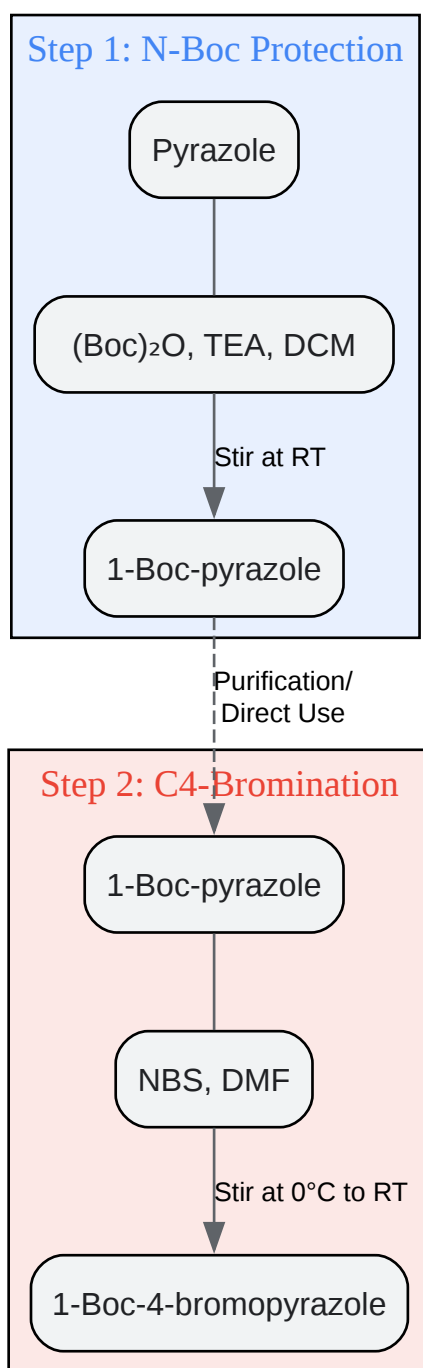 Step 1: N-Boc Protection
Pyrazole
(Boc)₂O, TEA, DCM
Stir at RT
1-Boc-pyrazole
Purification/
Direct Use
Step 2: C4-Bromination
1-Boc-pyrazole
NBS, DMF
Stir at 0°C to RT
1-Boc-4-bromopyrazole